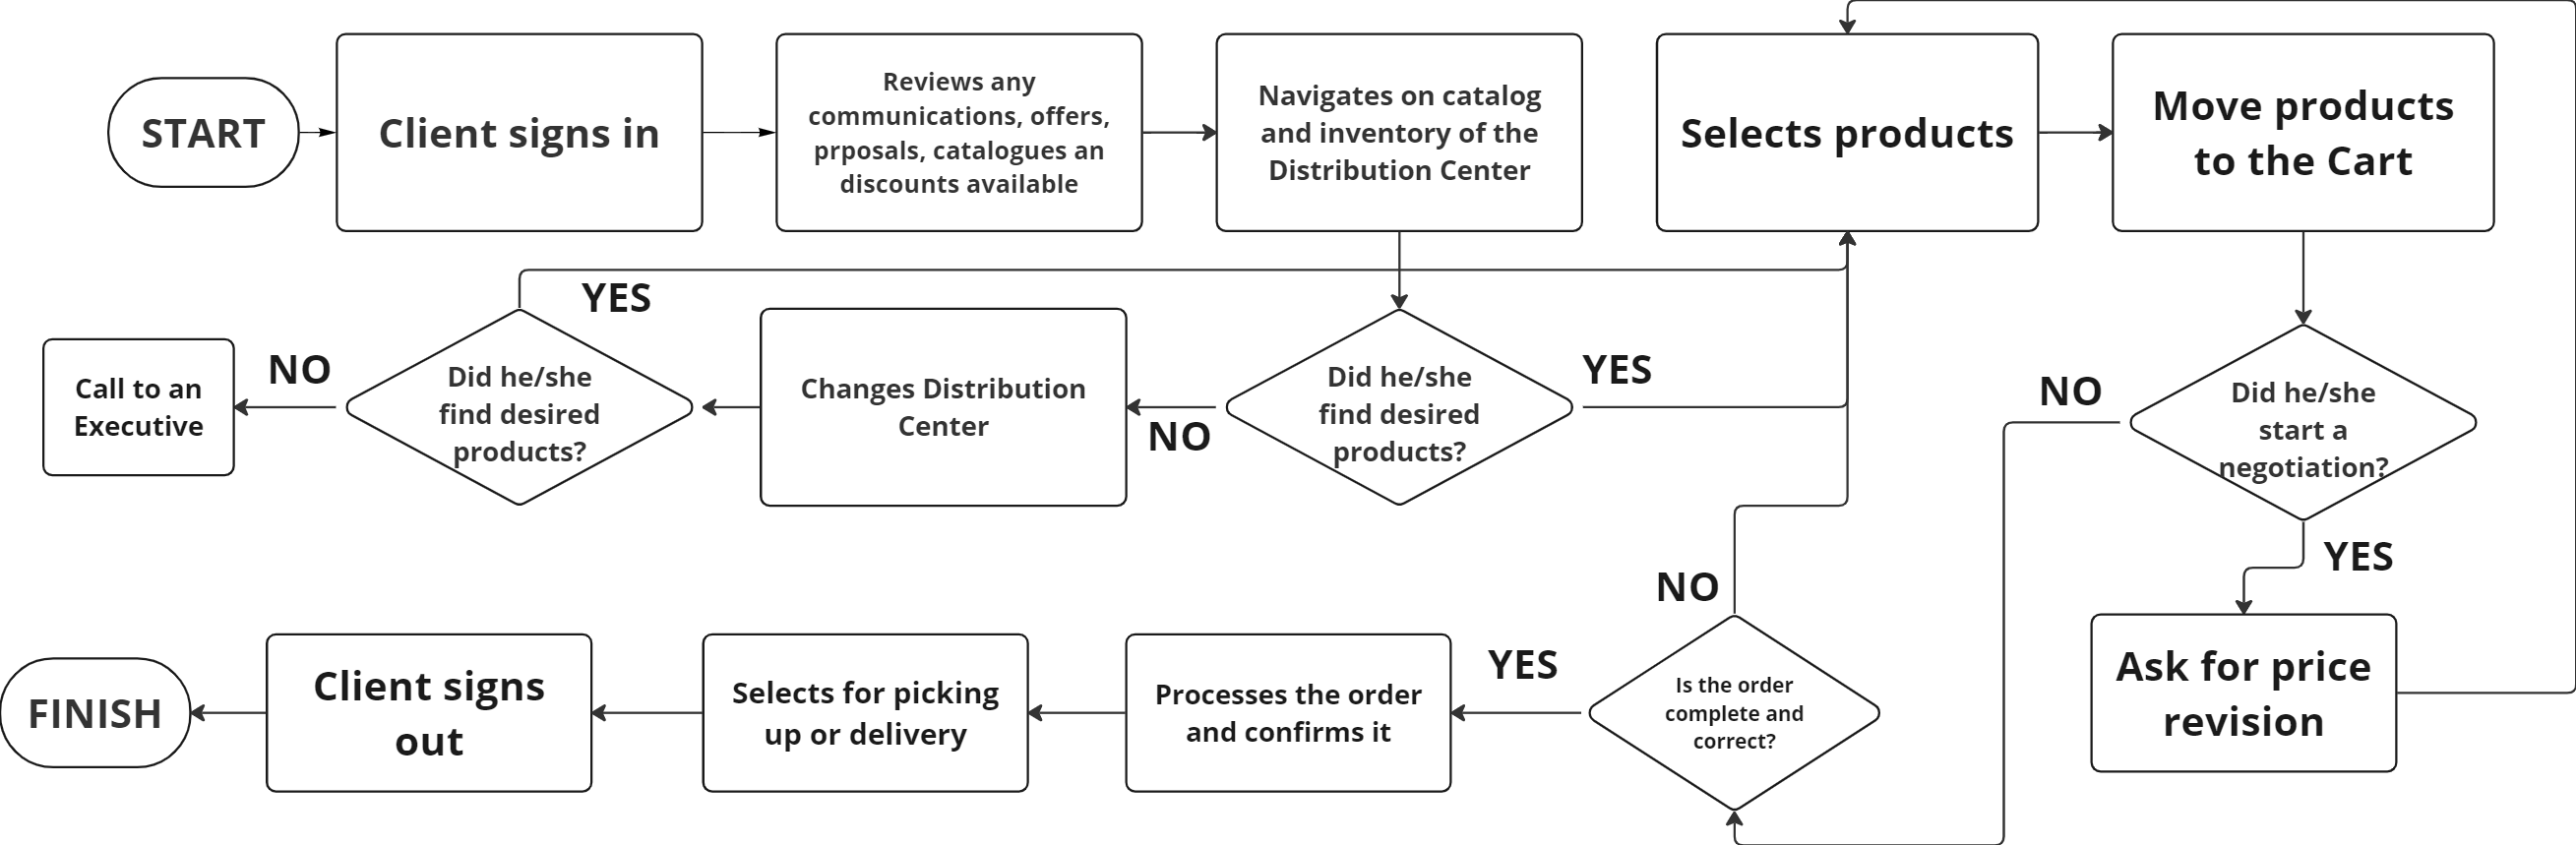 START
Client signs in
Reviews any
communications, offers,
prposals, catalogues an
discounts available
Navigates on catalog
and inventory of the
Distribution Center
Selects products
Move products
to the Cart
YES
Call to an
Executive
NO
Did he/she
find desired
products?
Changes Distribution
Center
NO
Did he/she
find desired
products?
YES
NO
Did he/she
start a
negotiation?
YES
Ask for price
revision
NO
Is the order
complete and
correct?
YES
Processes the order
and confirms it
Selects for picking
up or delivery
Client signs
out
FINISH